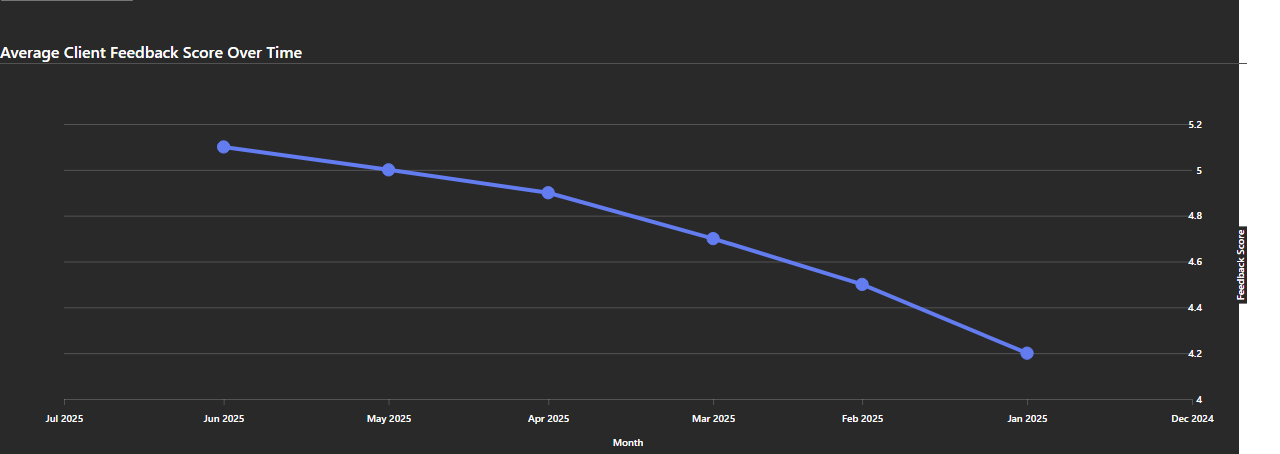 Average Client Feedback Score Over Time
5.2
5
4.8
4.6
4.4
4.2
4
Feedback Score
Jul 2025 Jun 2025 May 2025 Apr 2025 Mar 2025 Feb 2025 Jan 2025 Dec 2024
Month